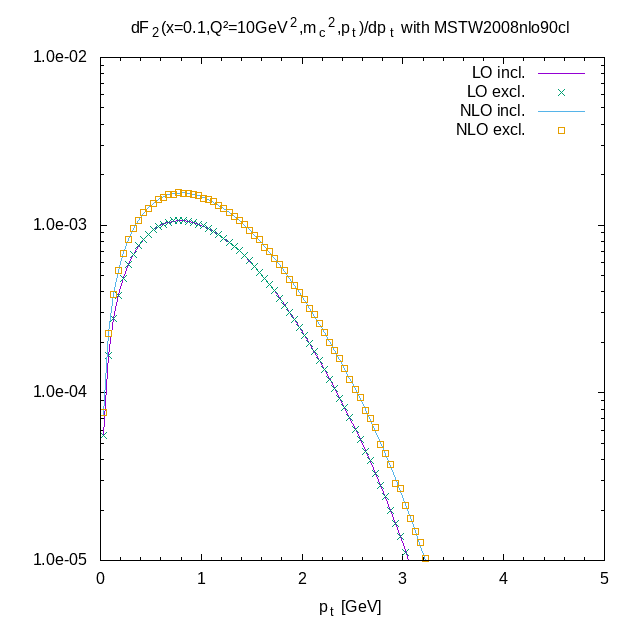 dF₂(x=0.1,Q²=10GeV²,m_c²,p_t)/dp_t with MSTW2008nlo90cl
1.0e-02
LO incl.
LO excl.
NLO incl.
NLO excl.
1.0e-03
1.0e-04
1.0e-05
0 1 2 3 4 5
p_t [GeV]